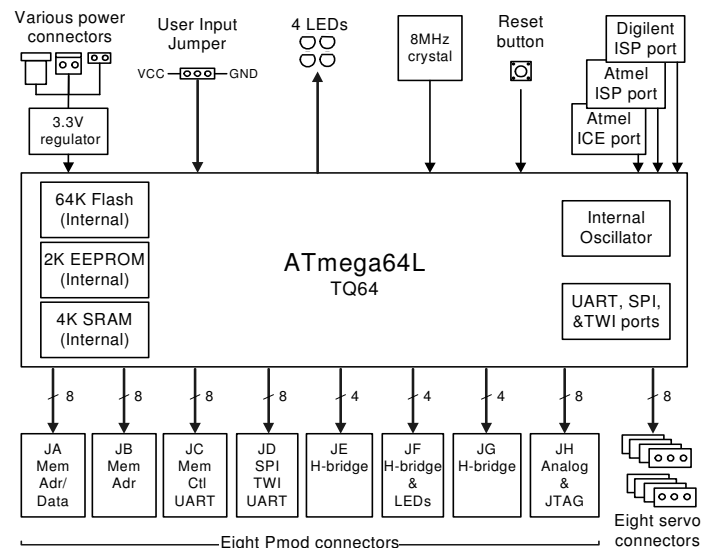 Various power
connectors
User Input
Jumper
VCC
GND
4 LEDs
8MHz
crystal
Reset
button
Digilent
ISP port
Atmel
ISP port
Atmel
ICE port
3.3V
regulator
64K Flash
(Internal)
2K EEPROM
(Internal)
4K SRAM
(Internal)
ATmega64L
TQ64
Internal
Oscillator
UART, SPI,
&TWI ports
8
8
8
8
4
4
4
8
8
JA
Mem
Adr/
Data
JB
Mem
Adr
JC
Mem
Ctl
UART
JD
SPI
TWI
UART
JE
H-bridge
JF
H-bridge
&
LEDs
JG
H-bridge
JH
Analog
&
JTAG
Eight servo
connectors
Eight Pmod connectors